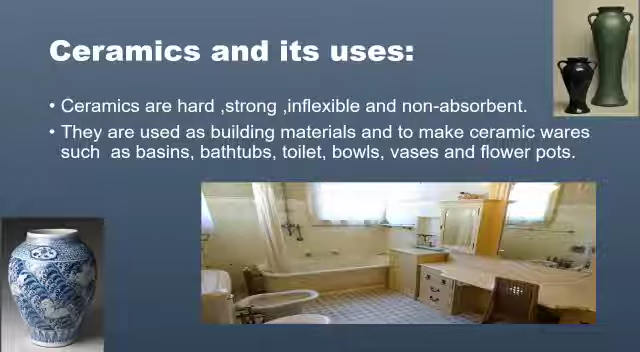 Ceramics and its uses:
• Ceramics are hard ,strong ,inflexible and non-absorbent.
• They are used as building materials and to make ceramic wares
such  as basins, bathtubs, toilet, bowls, vases and flower pots.